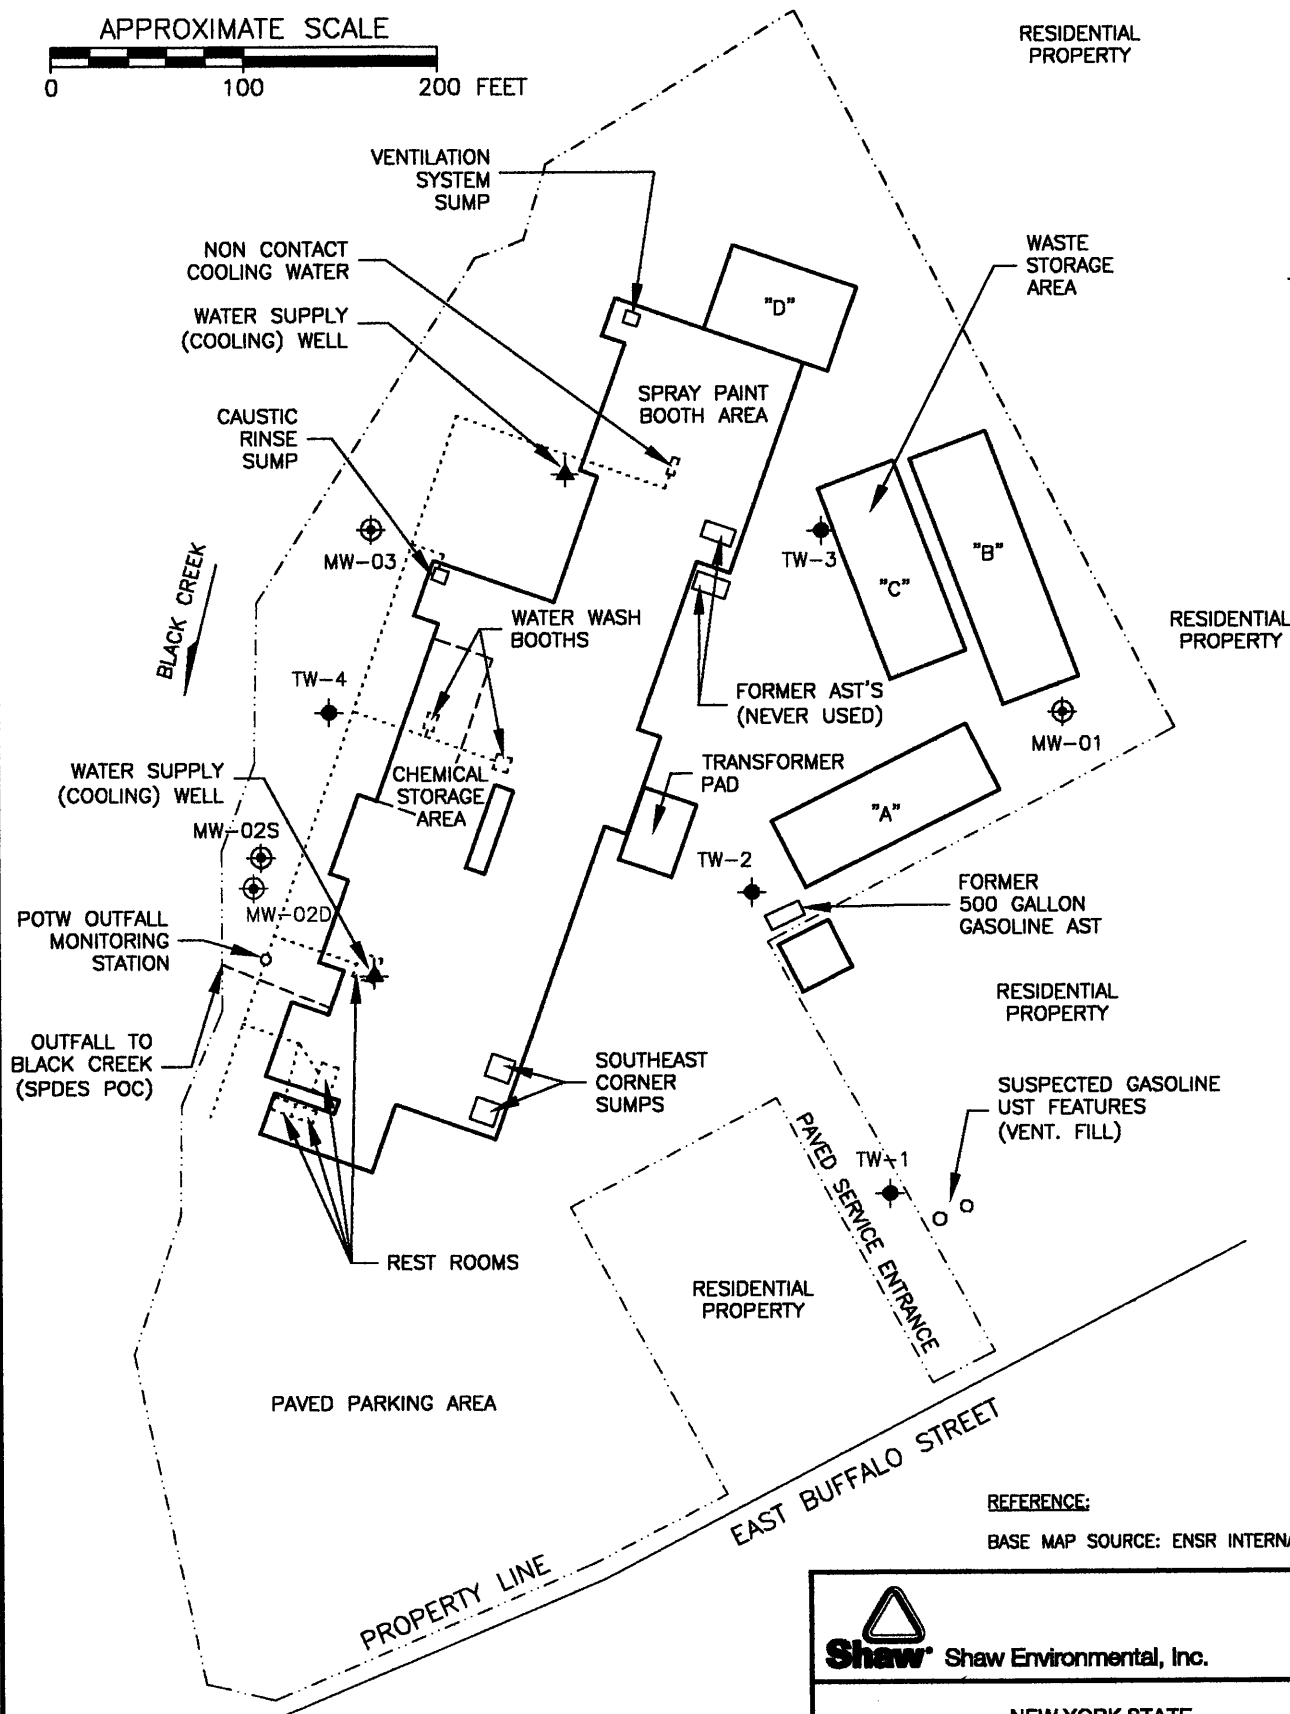 APPROXIMATE SCALE
0 100 200 FEET
RESIDENTIAL
PROPERTY
VENTILATION
SYSTEM
SUMP
NON CONTACT
COOLING WATER
WATER SUPPLY
(COOLING) WELL
WASTE
STORAGE
AREA
"D"
SPRAY PAINT
BOOTH AREA
CAUSTIC
RINSE
SUMP
MW-03
TW-3
"B"
"C"
BLACK CREEK
WATER WASH
BOOTHS
RESIDENTIAL
PROPERTY
TW-4
FORMER AST'S
(NEVER USED)
MW-01
WATER SUPPLY
(COOLING) WELL
CHEMICAL
STORAGE
AREA
TRANSFORMER
PAD
"A"
MW-02S
MW-02D
TW-2
FORMER
500 GALLON
GASOLINE AST
POTW OUTFALL
MONITORING
STATION
RESIDENTIAL
PROPERTY
OUTFALL TO
BLACK CREEK
(SPDES POC)
SOUTHEAST
CORNER
SUMPS
SUSPECTED GASOLINE
UST FEATURES
(VENT. FILL)
TW-1
PAVED SERVICE ENTRANCE
REST ROOMS
RESIDENTIAL
PROPERTY
PAVED PARKING AREA
EAST BUFFALO STREET
PROPERTY LINE
REFERENCE:
BASE MAP SOURCE: ENSR INTERNA
Shaw Shaw Environmental, Inc.
NEW YORK STATE